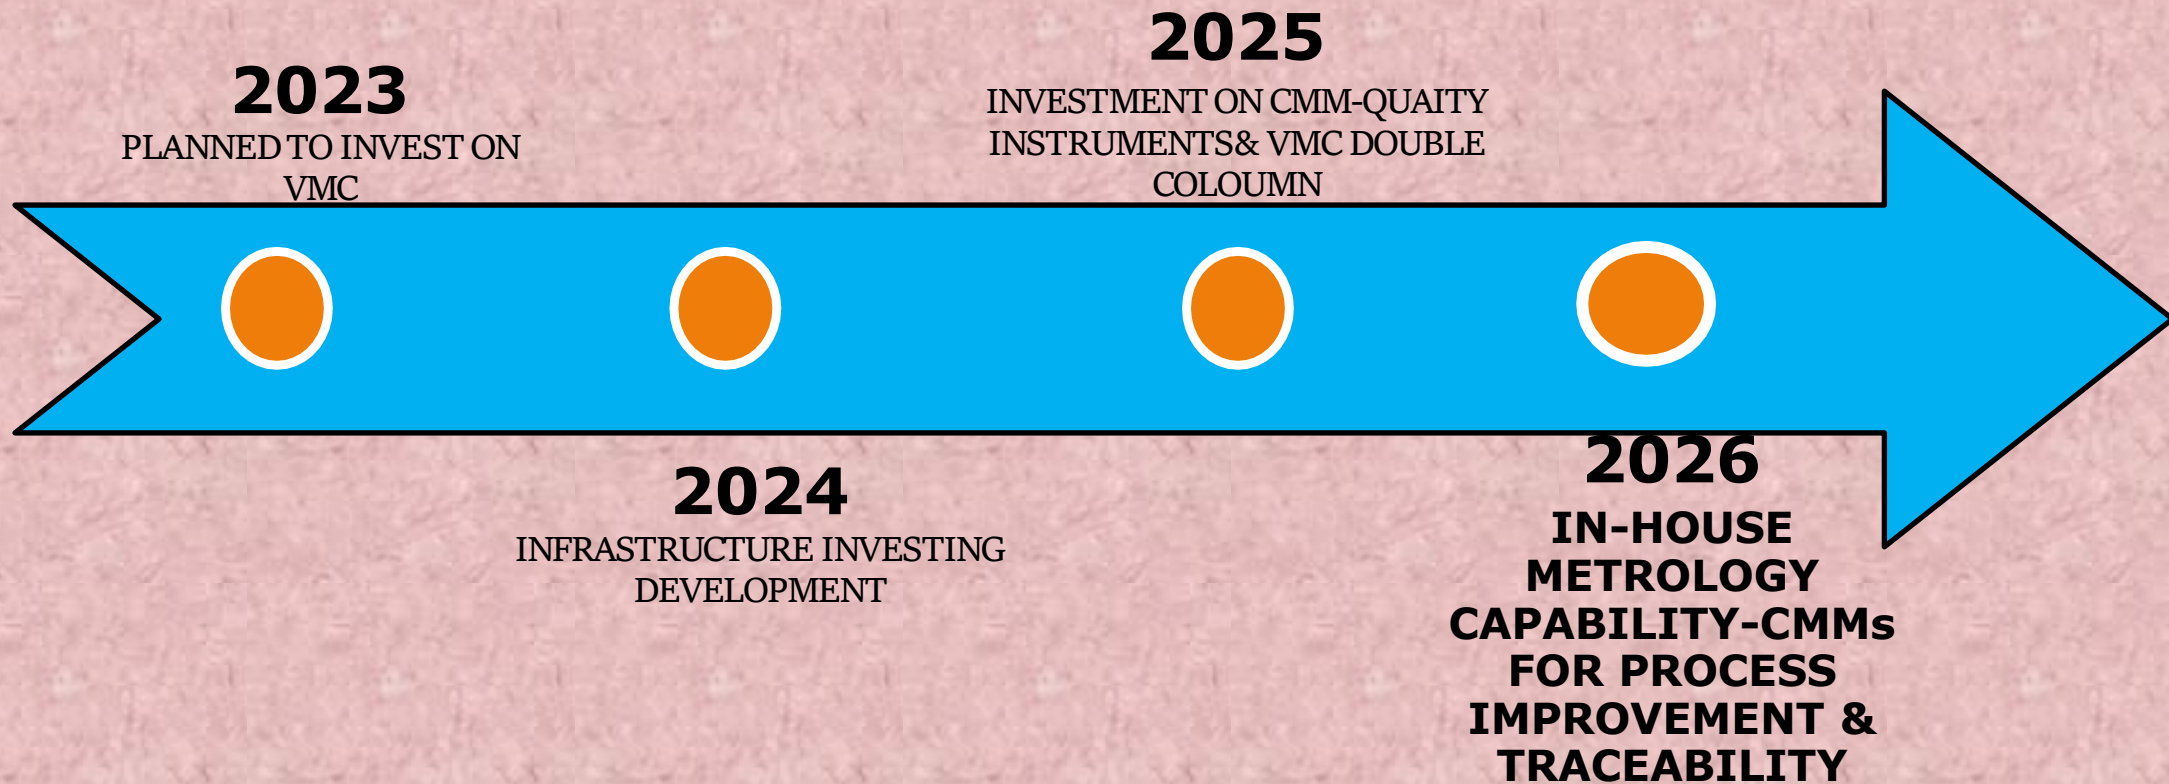 2023
PLANNED TO INVEST ON
VMC
2024
INFRASTRUCTURE INVESTING
DEVELOPMENT
2025
INVESTMENT ON CMM-QUAITY
INSTRUMENTS& VMC DOUBLE
COLOUMN
2026
IN-HOUSE
METROLOGY
CAPABILITY-CMMs
FOR PROCESS
IMPROVEMENT &
TRACEABILITY